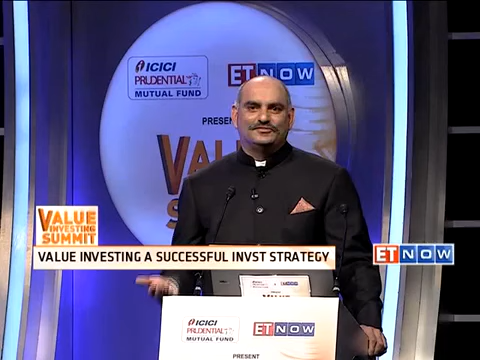 ICICI
PRUDENTIAL
MUTUAL FUND
ET NOW
PRESENT
VALUE
VALUE
INVESTING
SUMMIT
VALUE INVESTING A SUCCESSFUL INVST STRATEGY
ET NOW
ICICI
PRUDENTIAL
MUTUAL FUND
ET NOW
PRESENT